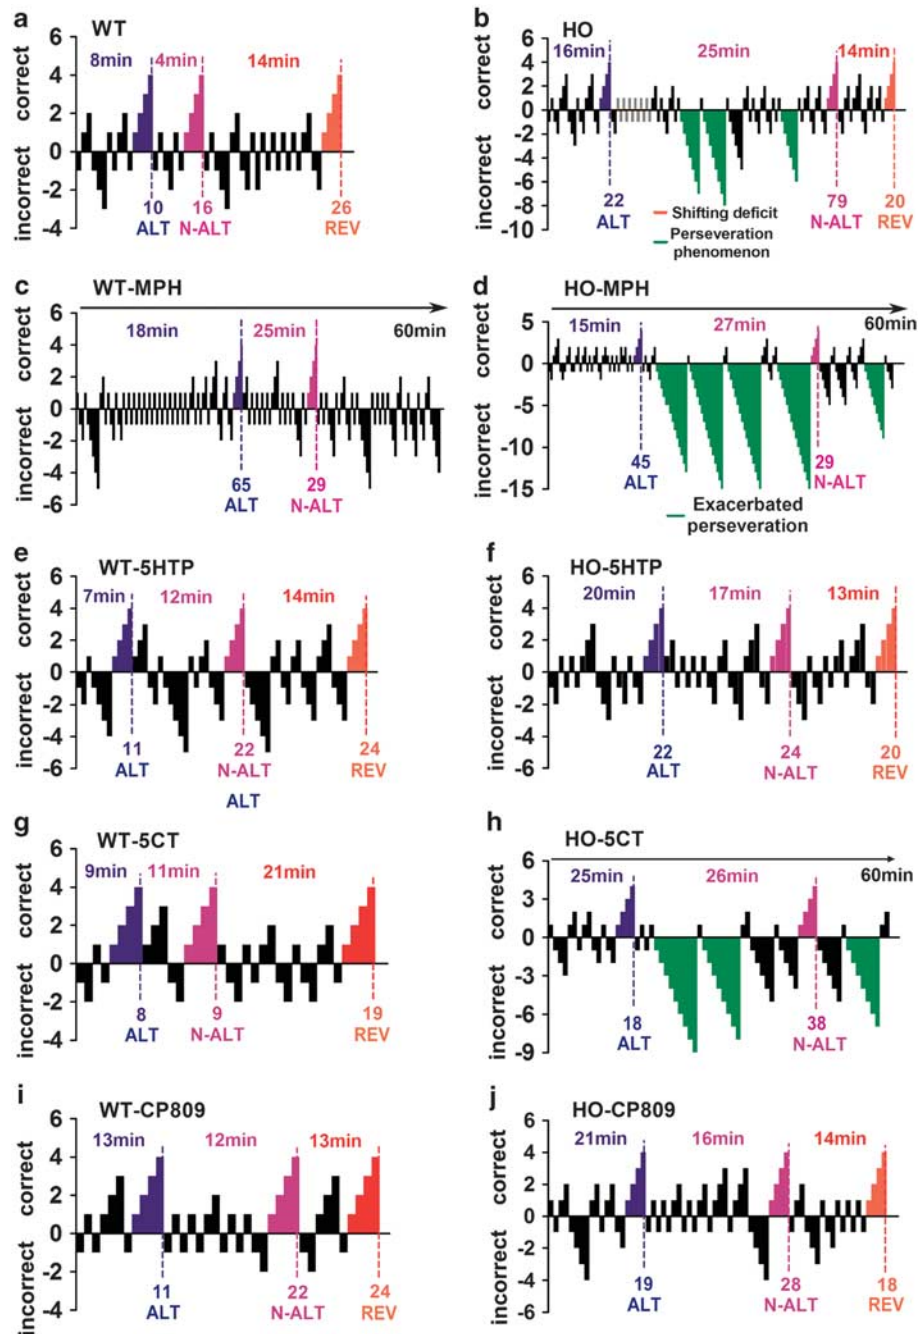 a WT
6
4
2
0
-2
-4
correct
incorrect
8min 4min 14min
10 16 26
ALT N-ALT REV
b HO
6
4
2
0
-2
-4
-6
-8
-10
correct
incorrect
16min 25min 14min
22 79 20
ALT N-ALT REV
Shifting deficit
Perseveration
phenomenon
c WT-MPH
6
4
2
0
-2
-4
-6
correct
incorrect
18min 25min 60min
65 29
ALT N-ALT
d HO-MPH
5
0
-5
-10
-15
correct
incorrect
15min 27min 60min
45 29
ALT N-ALT
Exacerbated
perseveration
e WT-5HTP
6
4
2
0
-2
-4
-6
correct
incorrect
7min 12min 14min
11 22 24
ALT N-ALT REV
ALT
f HO-5HTP
6
4
2
0
-2
-4
-6
correct
incorrect
20min 17min 13min
22 24 20
ALT N-ALT REV
g WT-5CT
6
4
2
0
-2
-4
correct
incorrect
9min 11min 21min
8 9 19
ALT N-ALT REV
h HO-5CT
6
3
0
-3
-6
-9
correct
incorrect
25min 26min 60min
18 38
ALT N-ALT
i WT-CP809
6
4
2
0
-2
-4
correct
incorrect
13min 12min 13min
11 22 24
ALT N-ALT REV
j HO-CP809
6
4
2
0
-2
-4
-6
correct
incorrect
21min 16min 14min
19 28 18
ALT N-ALT REV